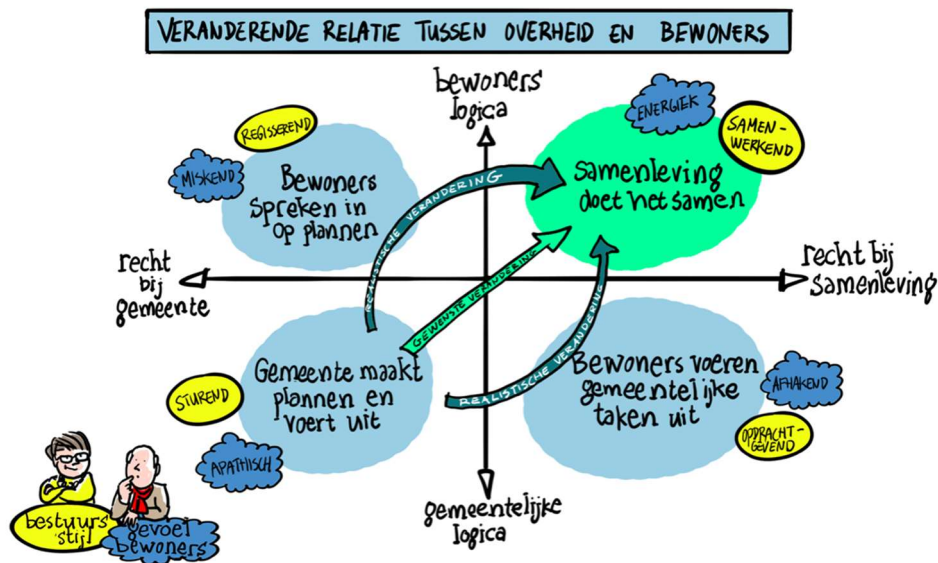 VERANDERENDE RELATIE TUSSEN OVERHEID EN BEWONERS
bewoners'
logica
ENERGIEK
SAMEN-
WERKEND
REGISSEREND
MISKEND
Bewoners
spreken in
op plannen
Samenleving
doet het samen
REALISTISCHE VERANDERING
GEWENSTE VERANDERING
REALISTISCHE VERANDERING
recht
bij
gemeente
recht bij
samenleving
Gemeente maakt
plannen en
voert uit
STUREND
APATHISCH
Bewoners voeren
gemeentelijke
taken uit
AFHAKEND
OPDRACHT-
GEVEND
gemeentelijke
logica
bestuurs'
stijl
gevoel
bewoners